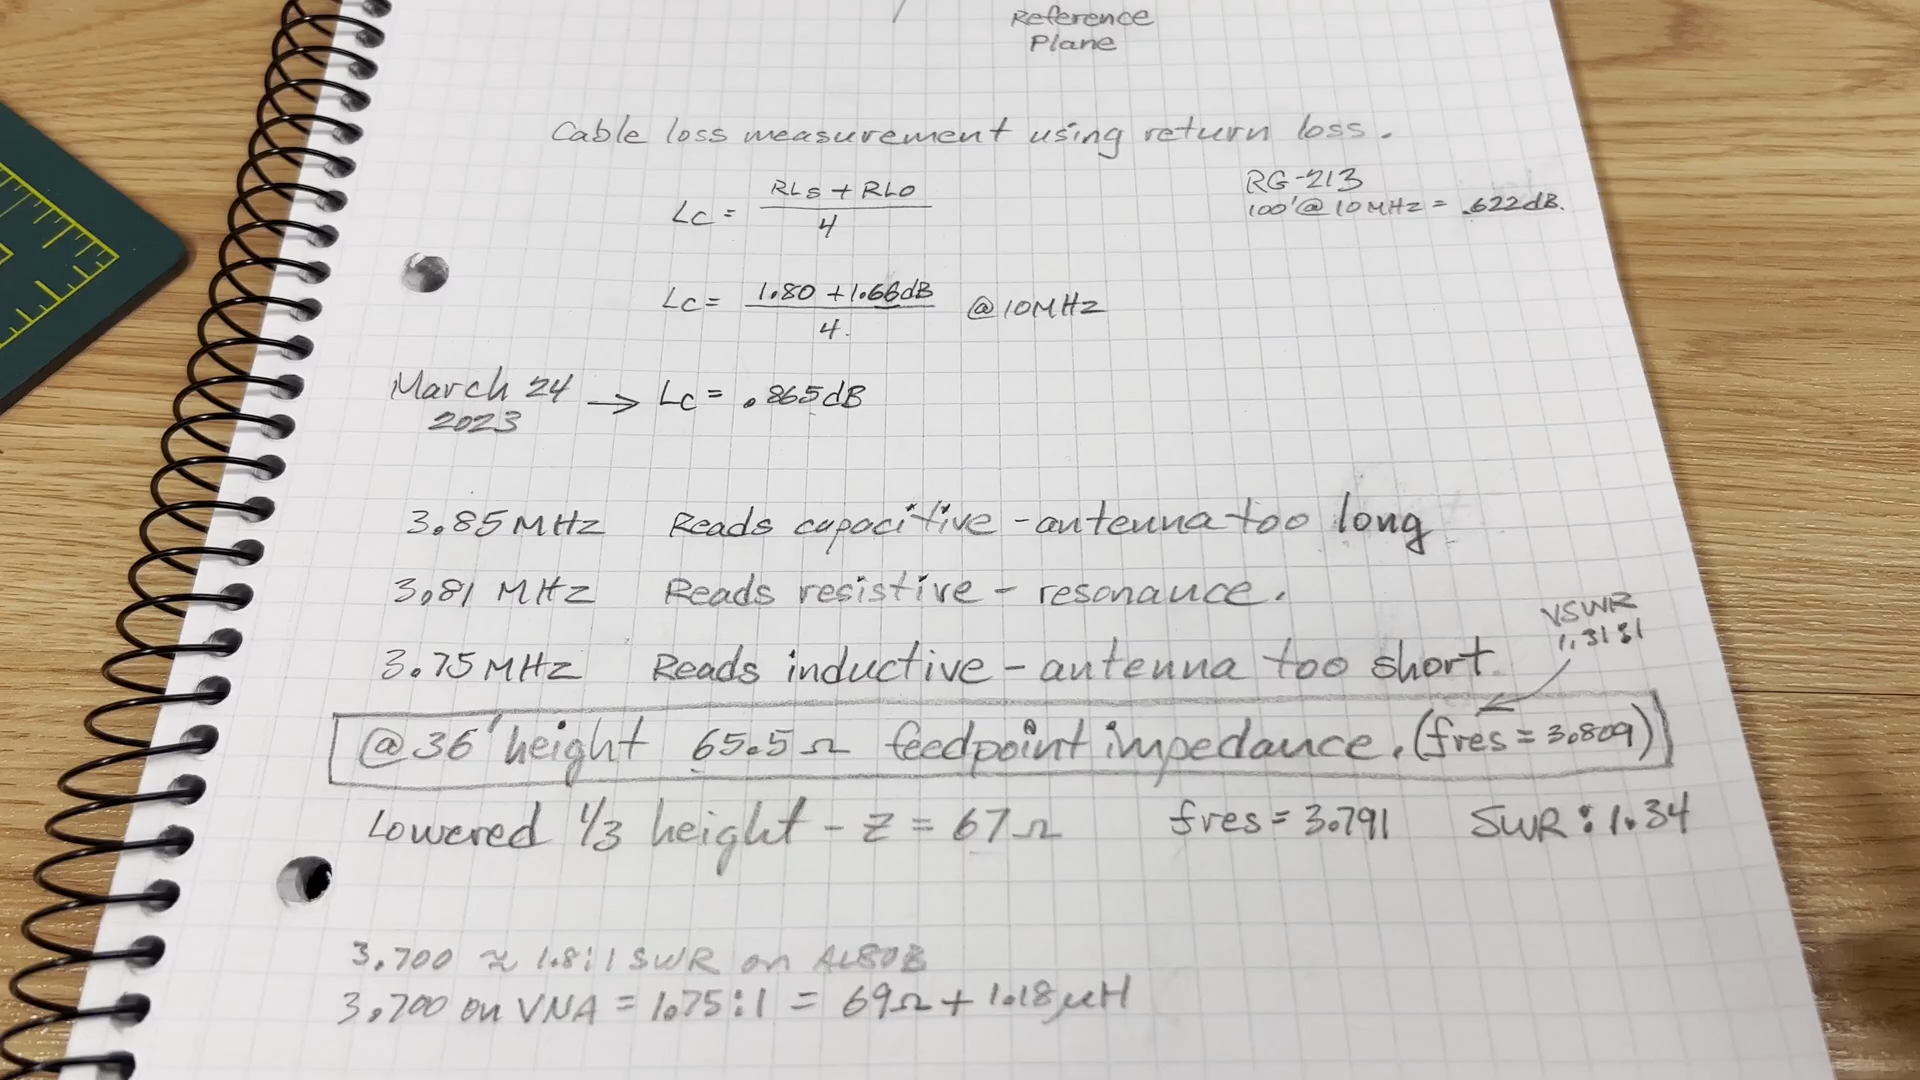 Reference
Plane
Cable loss measurement using return loss.
RG-213
100' @ 10MHz = .622dB.
Lc = RLs + RLO
4
Lc = 1.80 + 1.66dB @ 10MHz
4.
March 24 → Lc = .865dB
2023
3.85 MHz Reads capacitive - antenna too long
3.81 MHz Reads resistive - resonance.
VSWR
1.31:1
3.75 MHz Reads inductive - antenna too short
@ 36' height 65.5Ω feedpoint impedance. (fres = 3.809)
Lowered 1/3 height - Z = 67Ω fres = 3.791 SWR: 1.34
3.700 ≈ 1.8:1 SWR on AL80B
3.700 on VNA = 1.75:1 = 69Ω + 1.18μH